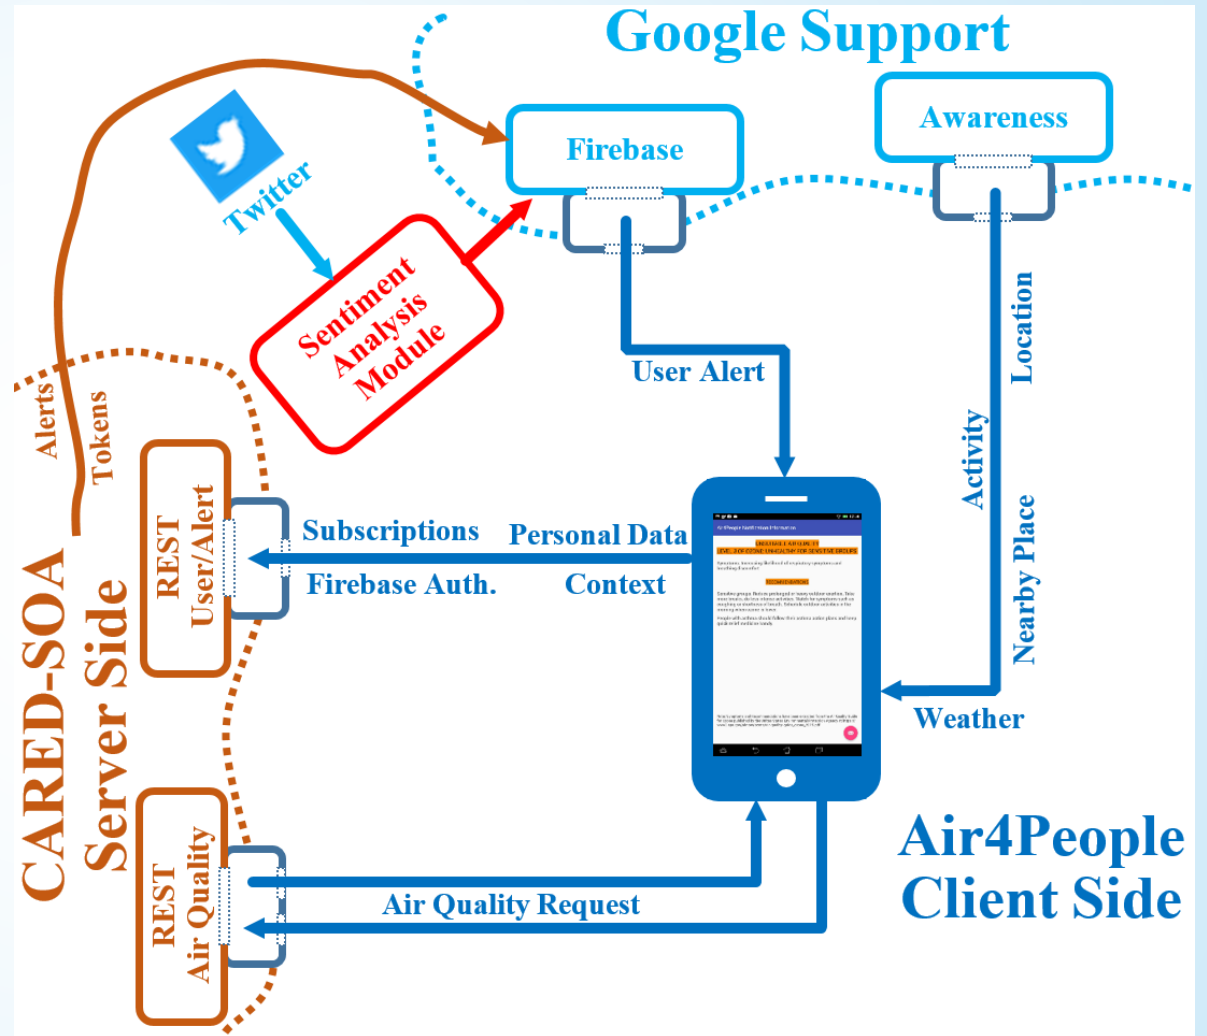 Google Support
Firebase
Awareness
Twitter
Sentiment
Analysis
Module
User Alert
Location
Activity
Nearby Place
Weather
Alerts
Tokens
REST
User/Alert
Subscriptions
Personal Data
Firebase Auth.
Context
CARED-SOA
Server Side
RECOMMENDATIONS
REST
Air Quality
Air Quality Request
Air4People
Client Side